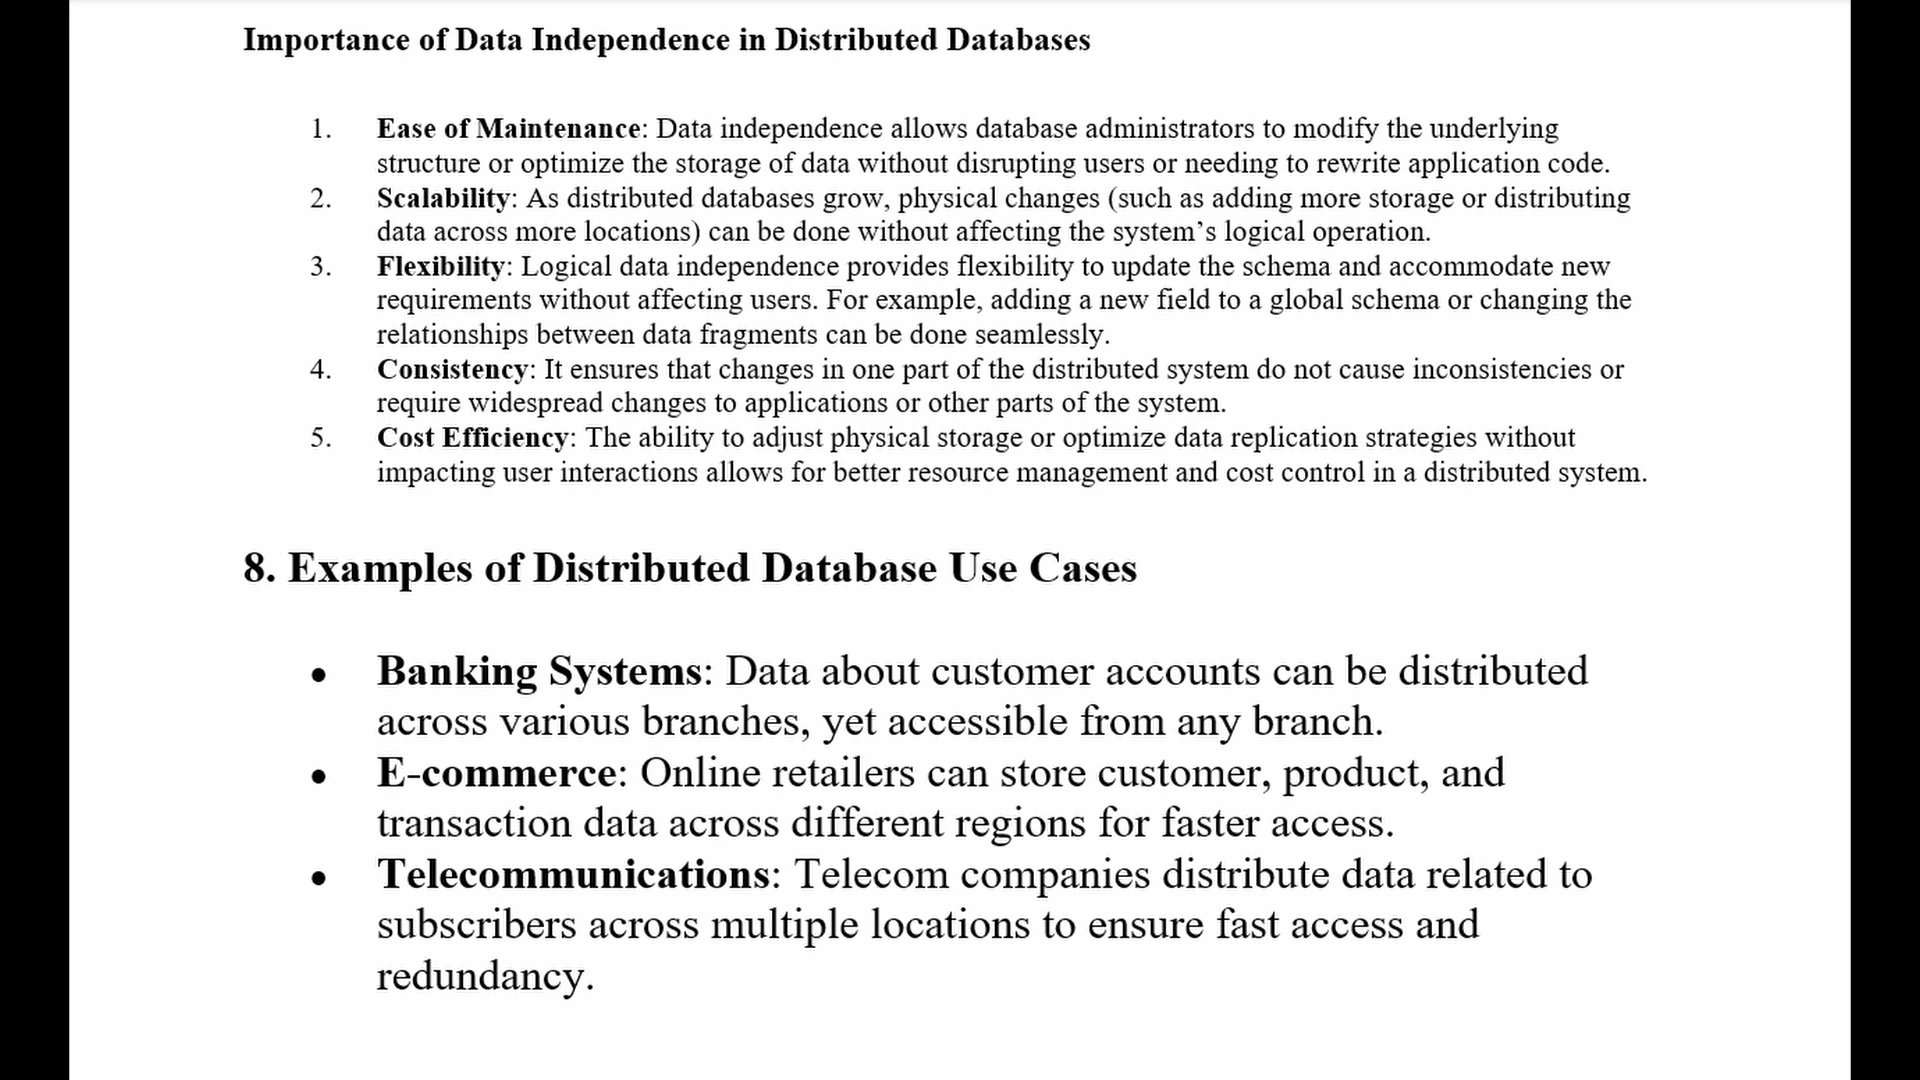 Importance of Data Independence in Distributed Databases
1. Ease of Maintenance: Data independence allows database administrators to modify the underlying
structure or optimize the storage of data without disrupting users or needing to rewrite application code.
2. Scalability: As distributed databases grow, physical changes (such as adding more storage or distributing
data across more locations) can be done without affecting the system’s logical operation.
3. Flexibility: Logical data independence provides flexibility to update the schema and accommodate new
requirements without affecting users. For example, adding a new field to a global schema or changing the
relationships between data fragments can be done seamlessly.
4. Consistency: It ensures that changes in one part of the distributed system do not cause inconsistencies or
require widespread changes to applications or other parts of the system.
5. Cost Efficiency: The ability to adjust physical storage or optimize data replication strategies without
impacting user interactions allows for better resource management and cost control in a distributed system.
8. Examples of Distributed Database Use Cases
• Banking Systems: Data about customer accounts can be distributed
across various branches, yet accessible from any branch.
• E-commerce: Online retailers can store customer, product, and
transaction data across different regions for faster access.
• Telecommunications: Telecom companies distribute data related to
subscribers across multiple locations to ensure fast access and
redundancy.